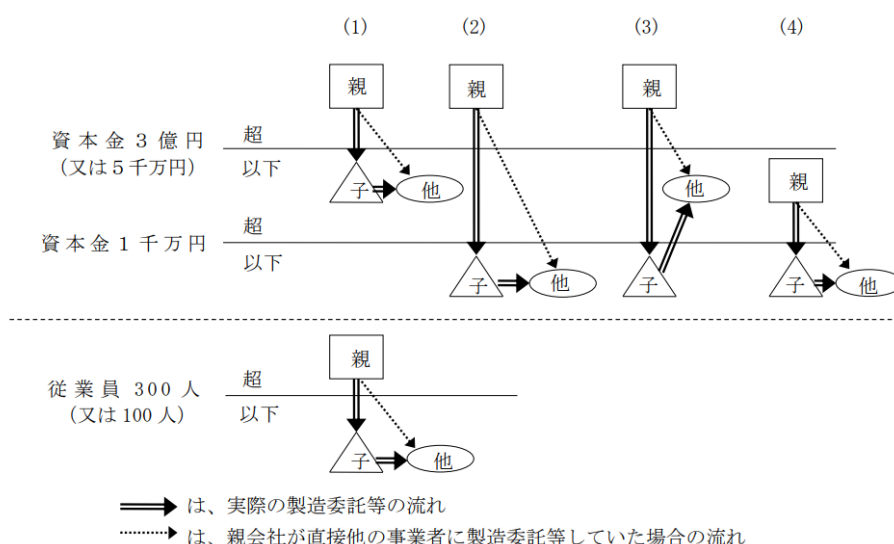 (1) (2) (3) (4)
親 親 親
資本金3億円 超
(又は5千万円) 以下
子 他 他 親
資本金1千万円 超
以下
子 他 子 子 他
親
従業員 300 人 超
(又は 100 人) 以下
子 他
は、実際の製造委託等の流れ
は、親会社が直接他の事業者に製造委託等していた場合の流れ